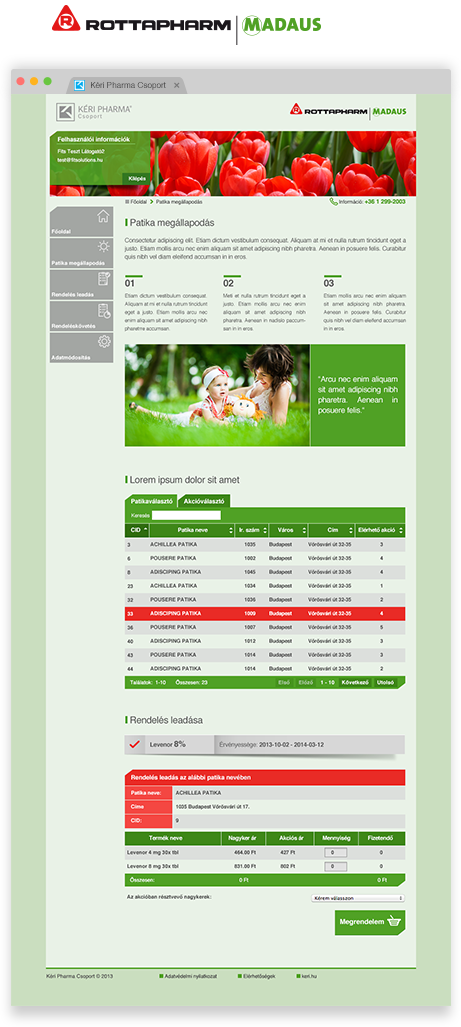 R ROTTAPHARM | MADAUS
Kéri Pharma Csoport
KÉRI PHARMA
Csoport
ROTTAPHARM MADAUS
Felhasználói információk
Fits Teszt Látogató2
test@fitsolutions.hu
Kilépés
Főoldal > Patika megállapodás
Információ: +36 1 299-2003
Főoldal
Patika megállapodás
Rendelés leadás
Rendeléskövetés
Adatmódosítás
Patika megállapodás
Consectetur adipiscing elit. Etiam dictum vestibulum consequat. Aliquam at mi et nulla rutrum tincidunt eget a
justo. Etiam mollis arcu nec enim aliquam sit amet adipiscing nibh pharetra. Aenean in posuere felis. Curabitur
quis nibh vel diam eleifend accumsan in in eros.
01
Etiam dictum vestibulum consequat.
Aliquam at mi et nulla rutrum tincidunt
eget a justo. Etiam mollis arcu nec
enim aliquam sit amet adipiscing nibh
pharetrne accumsan.
02
Meti et nulla rutrum tincidunt eget a
justo. Etiam mollis arcu nec enim
aliquam sit amet adipiscing nibh
pharetra. Aenean in nadisio paccum-
san in in eros.
03
Etiam mollis arcu nec enim aliquam
sit amet adipiscing nibh pharetra.
Aenean in posuere felis. Curabitur
quis nibh vel diam eleifend accumsan
in in eros.
"Arcu nec enim aliquam
sit amet adipiscing nibh
pharetra. Aenean in
posuere felis."
Lorem ipsum dolor sit amet
Patikaválasztó Akcióválasztó
Keresés
CID Patika neve Ir. szám Város Cím Elérhető akció
3 ACHILLEA PATIKA 1035 Budapest Vörösvári út 32-35 3
6 POUSERE PATIKA 1002 Budapest Vörösvári út 32-35 4
8 ADISCIPING PATIKA 1045 Budapest Vörösvári út 32-35 4
23 ACHILLEA PATIKA 1034 Budapest Vörösvári út 32-35 1
32 POUSERE PATIKA 1036 Budapest Vörösvári út 32-35 2
33 ADISCIPING PATIKA 1009 Budapest Vörösvári út 32-35 4
36 POUSERE PATIKA 1007 Budapest Vörösvári út 32-35 5
40 ADISCIPING PATIKA 1012 Budapest Vörösvári út 32-35 3
43 POUSERE PATIKA 1014 Budapest Vörösvári út 32-35 3
44 ADISCIPING PATIKA 1014 Budapest Vörösvári út 32-35 2
Találatok: 1-10 Összesen: 23 Első Előző 1 - 10 Következő Utolsó
Rendelés leadása
Levenor 8% Érvényessége: 2013-10-02 - 2014-03-12
Rendelés leadás az alábbi patika nevében
Patika neve: ACHILLEA PATIKA
Címe 1035 Budapest Vörösvári út 17.
CID: 9
Termék neve Nagyker ár Akciós ár Mennyiség Fizetendő
Levenor 4 mg 30x tbl 464.00 Ft 427 Ft 0 0
Levenor 8 mg 30x tbl 831.00 Ft 802 Ft 0 0
Összesen: 0 Ft 0 Ft
Az akcióban résztvevő nagykerek: Kérem válasszon
Megrendelem
Kéri Pharma Csoport © 2013 Adatvédelmi nyilatkozat Elérhetőségek keri.hu